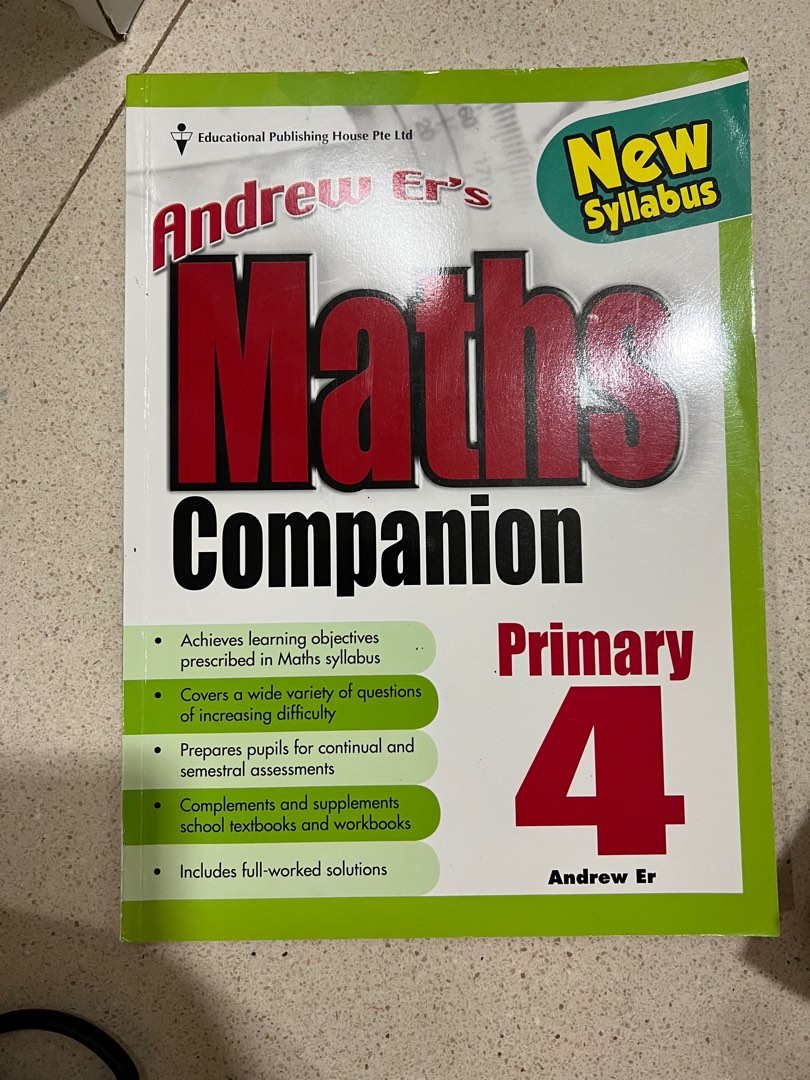 Educational Publishing House Pte Ltd
New
Syllabus
Andrew Er's
Maths
Companion
• Achieves learning objectives
prescribed in Maths syllabus
• Covers a wide variety of questions
of increasing difficulty
• Prepares pupils for continual and
semestral assessments
• Complements and supplements
school textbooks and workbooks
• Includes full-worked solutions
Primary
4
Andrew Er